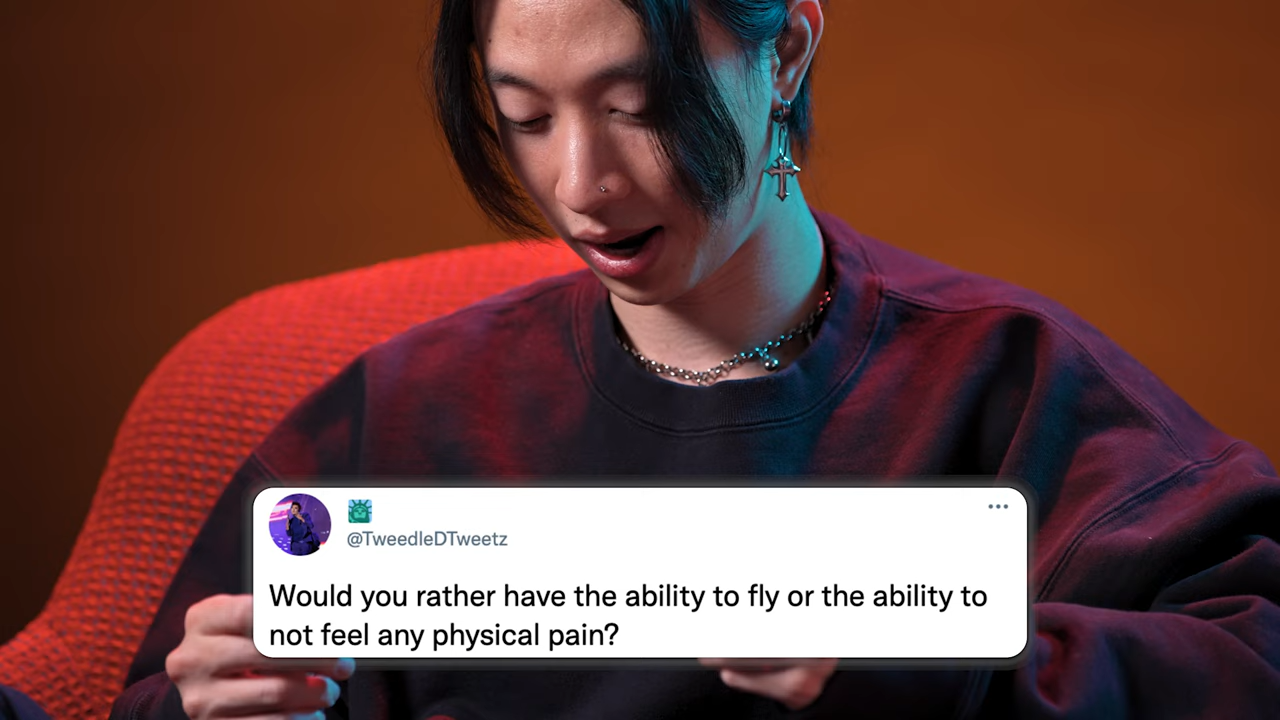 @TweedleDTweetz
Would you rather have the ability to fly or the ability to
not feel any physical pain?